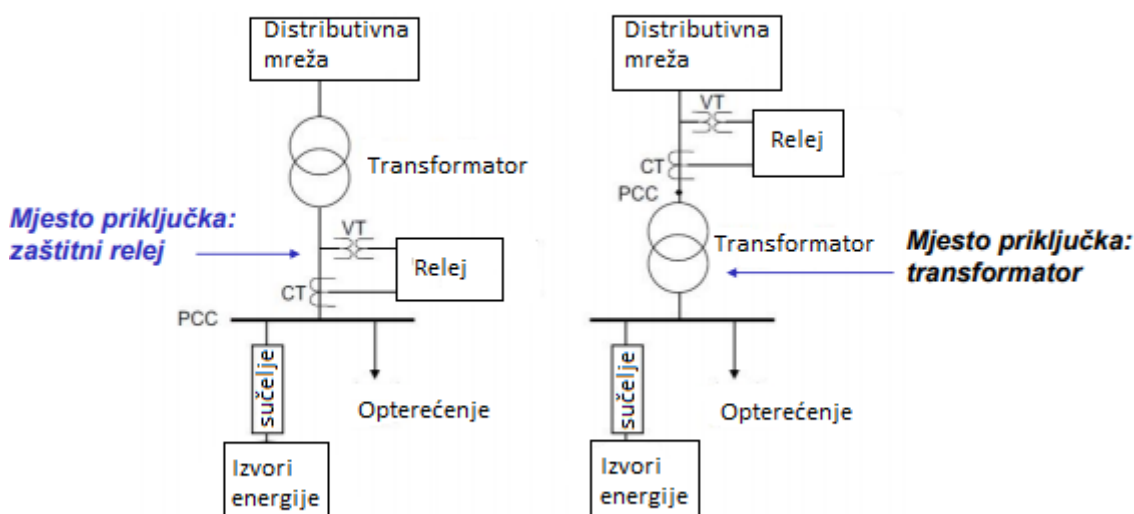 Distributivna
mreža
Transformator
Mjesto priključka:
zaštitni relej
VT
Relej
CT
PCC
sučelje
Opterećenje
Izvori
energije
Distributivna
mreža
VT
Relej
CT
PCC
Transformator
Mjesto priključka:
transformator
sučelje
Opterećenje
Izvori
energije